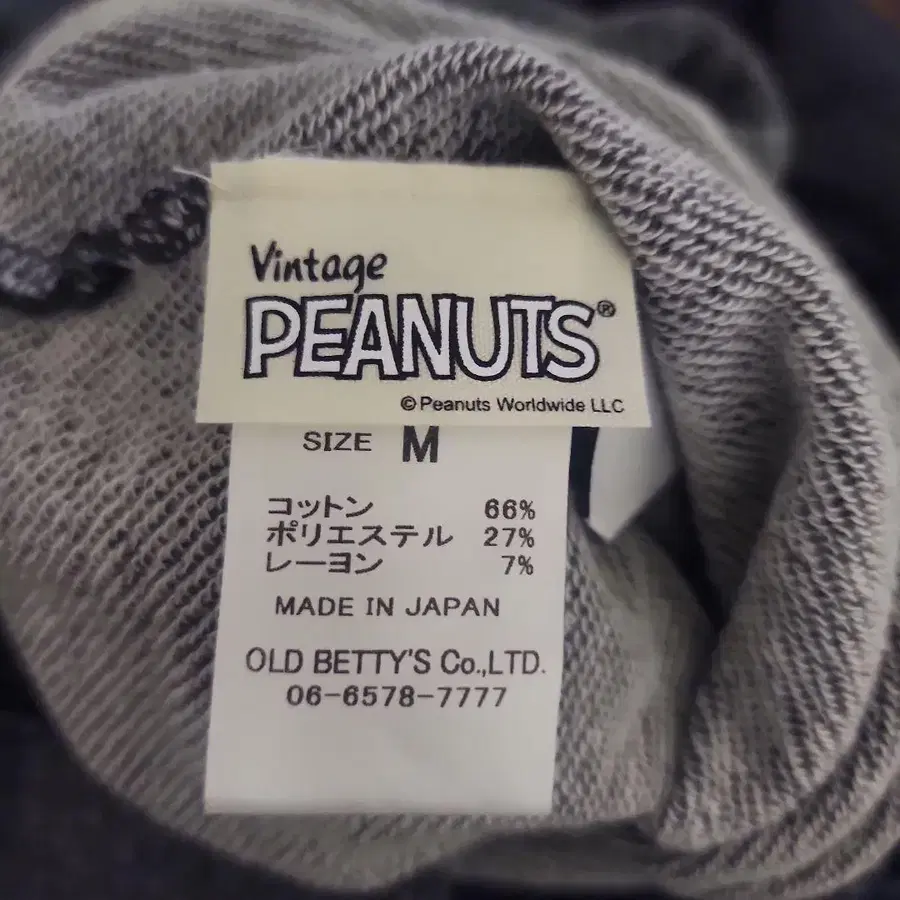 Vintage
PEANUTS®
©Peanuts Worldwide LLC
SIZE M
コットン 66%
ポリエステル 27%
レーヨン 7%
MADE IN JAPAN
OLD BETTY'S Co.,LTD.
06-6578-7777